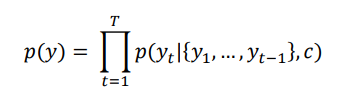 p(y) = ∏_{t=1}^{T} p(y_t|{y_1, …, y_{t−1}}, c)